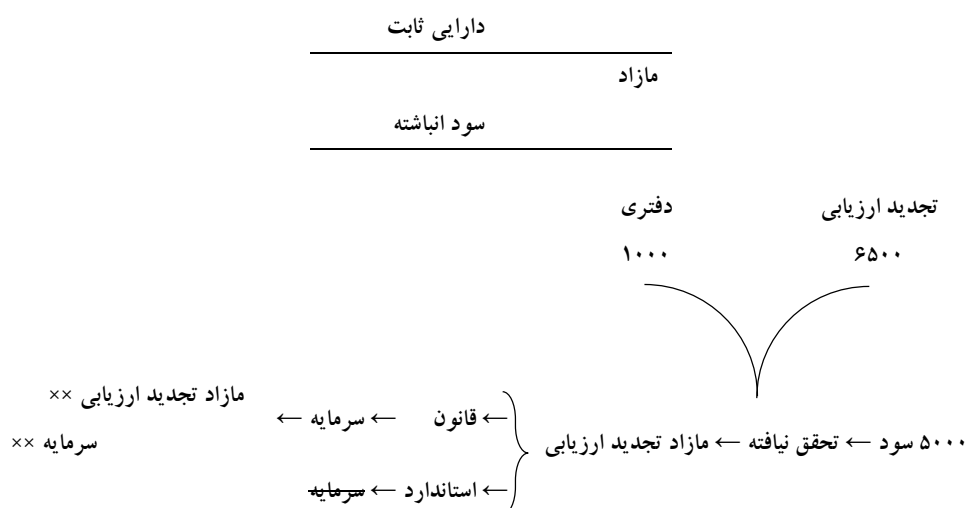 دارایی ثابت
مازاد
سود انباشته
تجدید ارزیابی
دفتری
۶۵۰۰
۱۰۰۰
۵۰۰۰ سود ← تحقق نیافته ← مازاد تجدید ارزیابی
← قانون ← سرمایه ←
مازاد تجدید ارزیابی ××
سرمایه ××
← استاندارد ← سرمایه